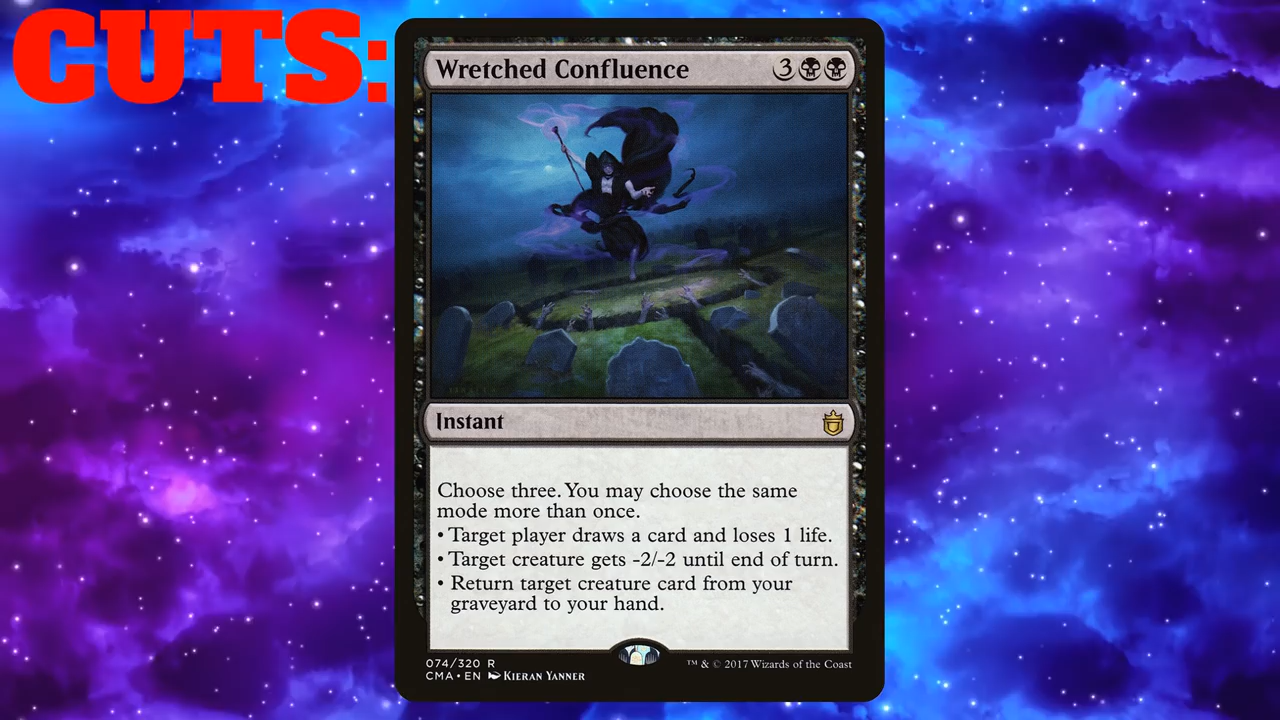 CUTS:
Wretched Confluence 3
Instant
Choose three. You may choose the same
mode more than once.
• Target player draws a card and loses 1 life.
• Target creature gets -2/-2 until end of turn.
• Return target creature card from your
graveyard to your hand.
074/320 R
CMA • EN KIERAN YANNER
™ & © 2017 Wizards of the Coast